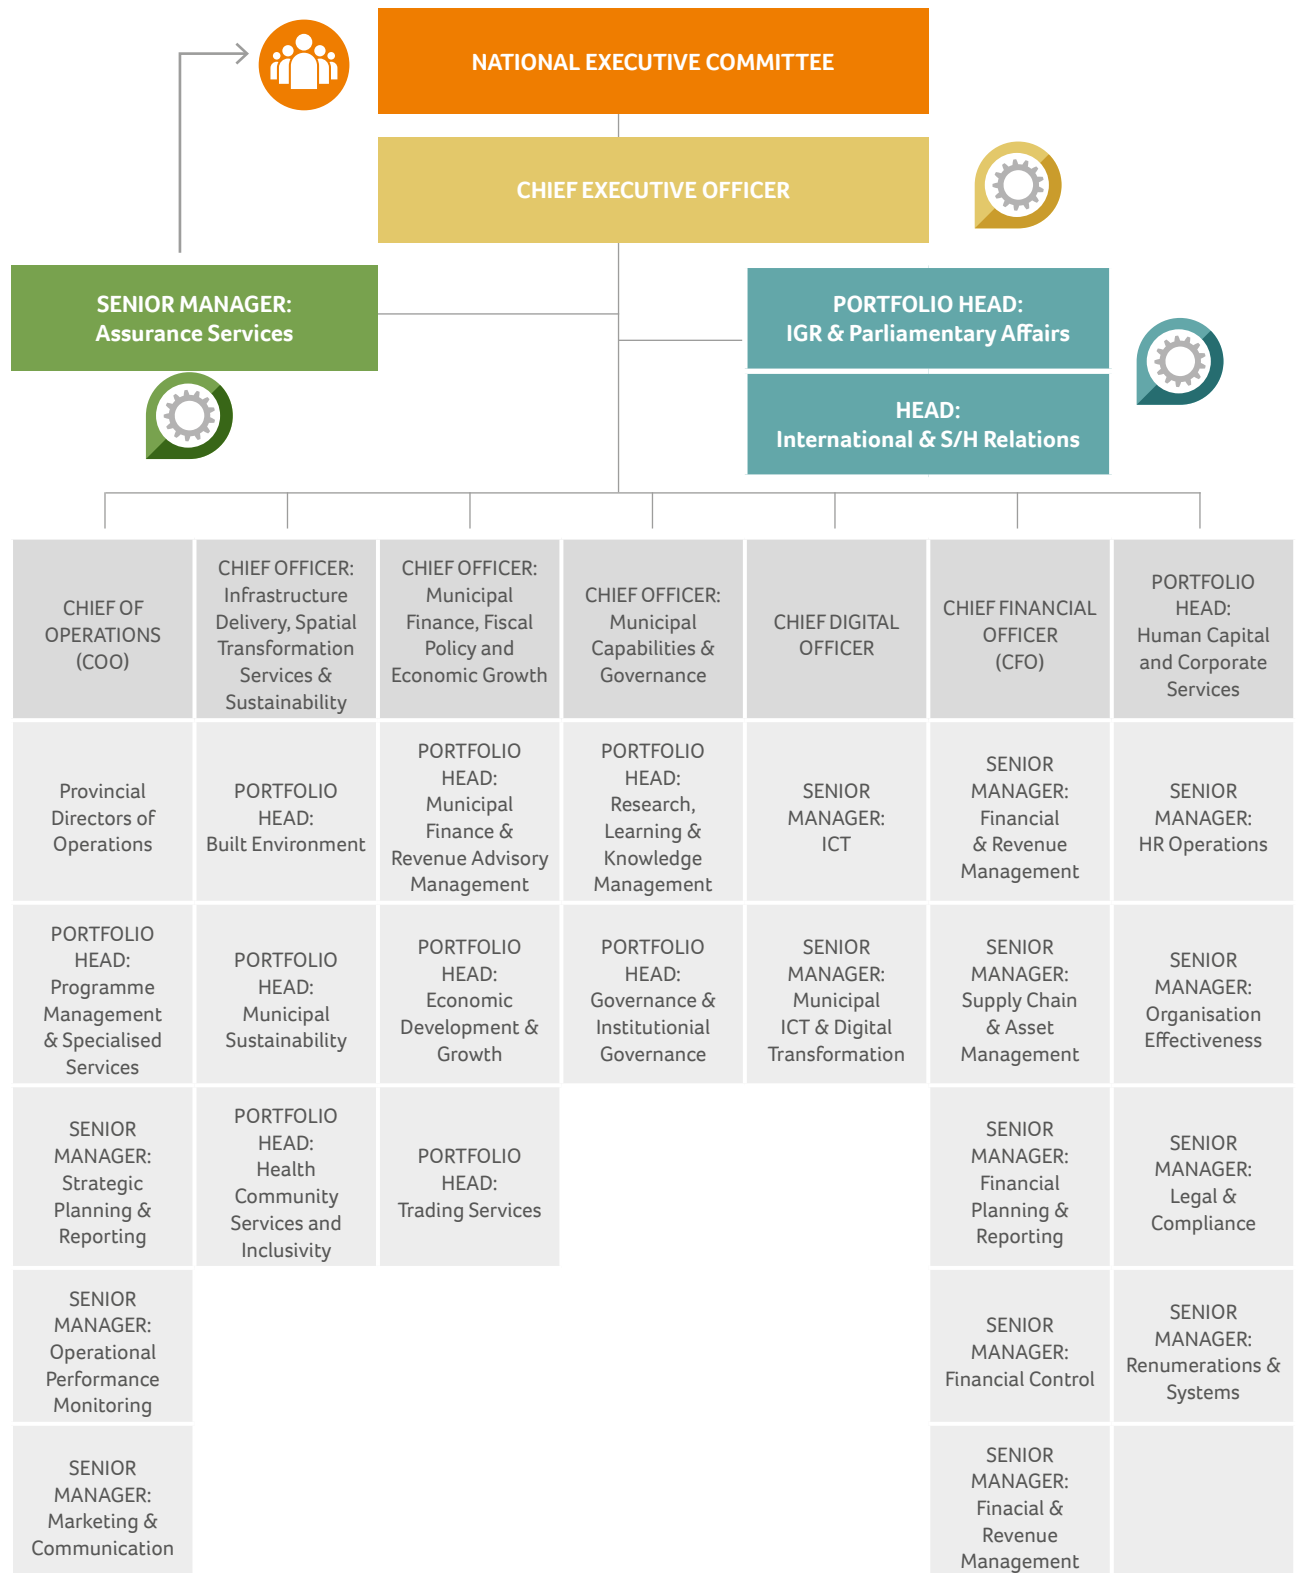 NATIONAL EXECUTIVE COMMITTEE
CHIEF EXECUTIVE OFFICER
SENIOR MANAGER:
Assurance Services
PORTFOLIO HEAD:
IGR & Parliamentary Affairs
HEAD:
International & S/H Relations
CHIEF OF
OPERATIONS
(COO)
CHIEF OFFICER:
Infrastructure
Delivery, Spatial
Transformation
Services &
Sustainability
CHIEF OFFICER:
Municipal
Finance, Fiscal
Policy and
Economic Growth
CHIEF OFFICER:
Municipal
Capabilities &
Governance
CHIEF DIGITAL
OFFICER
CHIEF FINANCIAL
OFFICER
(CFO)
PORTFOLIO
HEAD:
Human Capital
and Corporate
Services
Provincial
Directors of
Operations
PORTFOLIO
HEAD:
Built Environment
PORTFOLIO
HEAD:
Municipal
Finance &
Revenue Advisory
Management
PORTFOLIO
HEAD:
Research,
Learning &
Knowledge
Management
SENIOR
MANAGER:
ICT
SENIOR
MANAGER:
Financial
& Revenue
Management
SENIOR
MANAGER:
HR Operations
PORTFOLIO
HEAD:
Programme
Management
& Specialised
Services
PORTFOLIO
HEAD:
Municipal
Sustainability
PORTFOLIO
HEAD:
Economic
Development &
Growth
PORTFOLIO
HEAD:
Governance &
Institutionial
Governance
SENIOR
MANAGER:
Municipal
ICT & Digital
Transformation
SENIOR
MANAGER:
Supply Chain
& Asset
Management
SENIOR
MANAGER:
Organisation
Effectiveness
SENIOR
MANAGER:
Strategic
Planning &
Reporting
PORTFOLIO
HEAD:
Health
Community
Services and
Inclusivity
PORTFOLIO
HEAD:
Trading Services
SENIOR
MANAGER:
Financial
Planning &
Reporting
SENIOR
MANAGER:
Legal &
Compliance
SENIOR
MANAGER:
Operational
Performance
Monitoring
SENIOR
MANAGER:
Financial Control
SENIOR
MANAGER:
Renumerations &
Systems
SENIOR
MANAGER:
Marketing &
Communication
SENIOR
MANAGER:
Finacial &
Revenue
Management